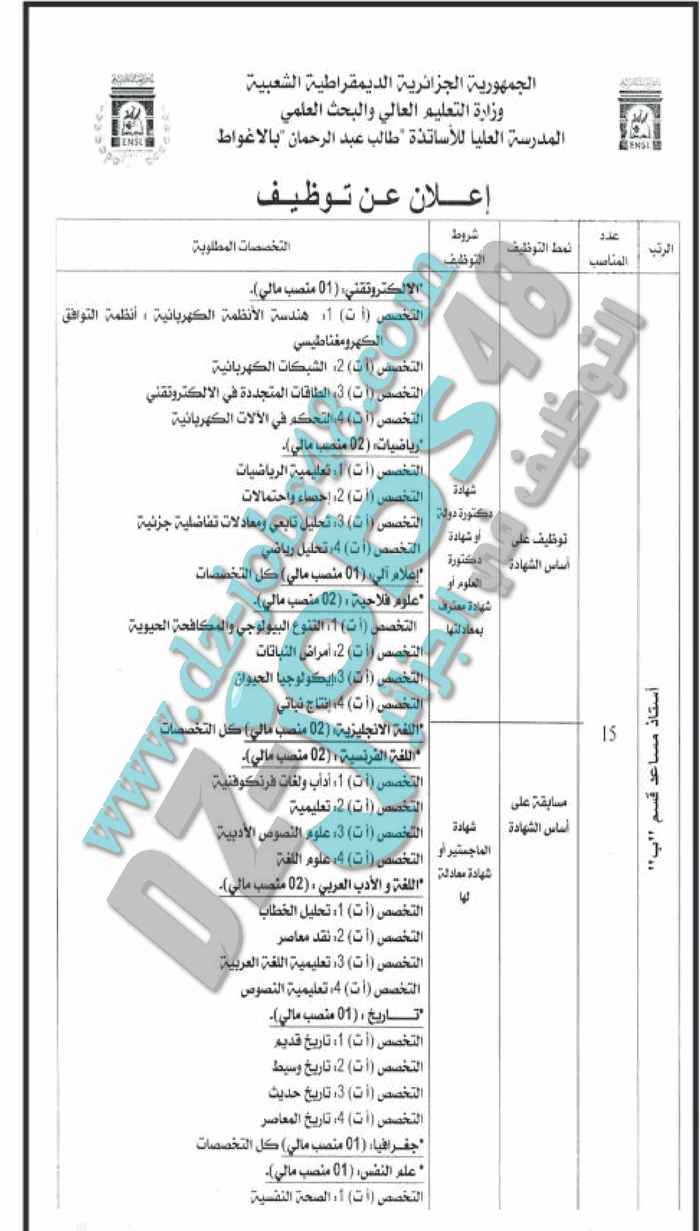 الجمهورية الجزائرية الديمقراطية الشعبية
وزارة التعليم العالي والبحث العلمي
المدرسة العليا للأساتذة "طالب عبد الرحمان "بالاغواط
ENSL
ENSL
إعــلان عـن تـوظـيـف
الرتب
عدد
المناصب
نمط التوظيف
شروط
التوظيف
التخصصات المطلوبة
أستاذ مساعد قسم "ب"
15
توظيف على
أساس الشهادة
شهادة
دكتورة دولة
أو شهادة
دكتورة
العلوم أو
شهادة معترف
بمعادلتها
مسابقة على
أساس الشهادة
شهادة
الماجستير أو
شهادة معادلة
لها
*الالكتروتقني: (01 منصب مالي).
التخصص (أ ت) 1: هندسة الأنظمة الكهربائية ؛ أنظمة التوافق
الكهرومغناطيسي
التخصص (أ ت) 2: الشبكات الكهربائية
التخصص (أ ت) 3: الطاقات المتجددة في الالكتروتقني
التخصص (أ ت) 4: التحكم في الآلات الكهربائية
*رياضيات: (02 منصب مالي).
التخصص (أ ت) 1: تعليمية الرياضيات
التخصص (أ ت) 2: إحصاء واحتمالات
التخصص (أ ت) 3: تحليل تابعي ومعادلات تفاضلية جزئية
التخصص (أ ت) 4: تحليل رياضي
*إعلام آلي: (01 منصب مالي) كل التخصصات
*علوم فلاحية : (02 منصب مالي).
التخصص (أ ت) 1: التنوع البيولوجي والمكافحة الحيوية
التخصص (أ ت) 2: أمراض النباتات
التخصص (أ ت) 3: إيكولوجيا الحيوان
التخصص (أ ت) 4: إنتاج نباتي
*اللغة الانجليزية: (02 منصب مالي) كل التخصصات
*اللغة الفرنسية : (02 منصب مالي).
التخصص (أ ت) 1: أداب ولغات فرنكوفنية
التخصص (أ ت) 2: تعليمية
التخصص (أ ت) 3: علوم النصوص الأدبية
التخصص (أ ت) 4: علوم اللغة
*اللغة و الأدب العربي : (02 منصب مالي).
التخصص (أ ت) 1: تحليل الخطاب
التخصص (أ ت) 2: نقد معاصر
التخصص (أ ت) 3: تعليمية اللغة العربية
التخصص (أ ت) 4: تعليمية النصوص
*تـــــاريخ : (01 منصب مالي).
التخصص (أ ت) 1: تاريخ قديم
التخصص (أ ت) 2: تاريخ وسيط
التخصص (أ ت) 3: تاريخ حديث
التخصص (أ ت) 4: تاريخ المعاصر
*جغـرافيا: (01 منصب مالي) كل التخصصات
* علم النفس: (01 منصب مالي).
التخصص (أ ت) 1: الصحة النفسية
www.dz-jobs48.com
DZ-JOBS48
التوظيف في الجزائر